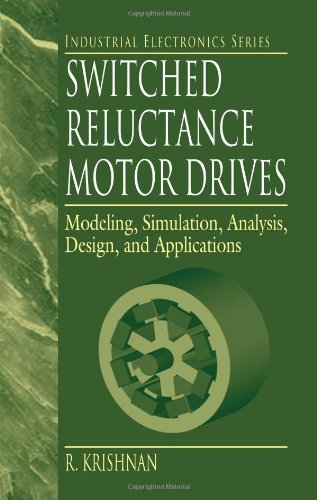 INDUSTRIAL ELECTRONICS SERIES
SWITCHED
RELUCTANCE
MOTOR DRIVES
Modeling, Simulation, Analysis,
Design, and Applications
R. KRISHNAN